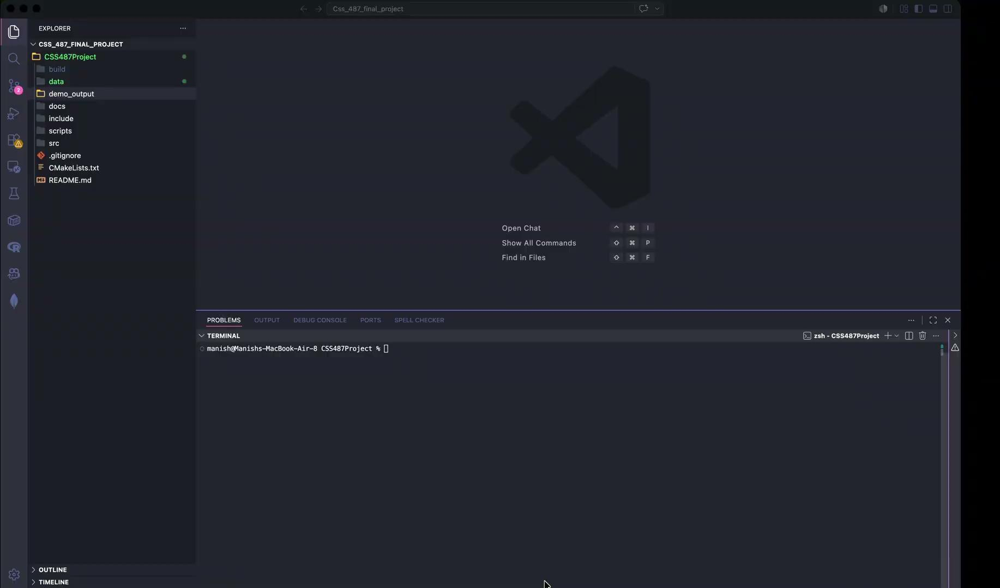 Css_487_final_project
EXPLORER
CSS_487_FINAL_PROJECT
CSS487Project
build
data
demo_output
docs
include
scripts
src
.gitignore
CMakeLists.txt
README.md
2
Open Chat ^ ⌘ I
Show All Commands ⇧ ⌘ P
Find in Files ⇧ ⌘ F
PROBLEMS OUTPUT DEBUG CONSOLE PORTS SPELL CHECKER
TERMINAL
zsh - CSS487Project
manish@Manishs-MacBook-Air-8 CSS487Project %
OUTLINE
TIMELINE